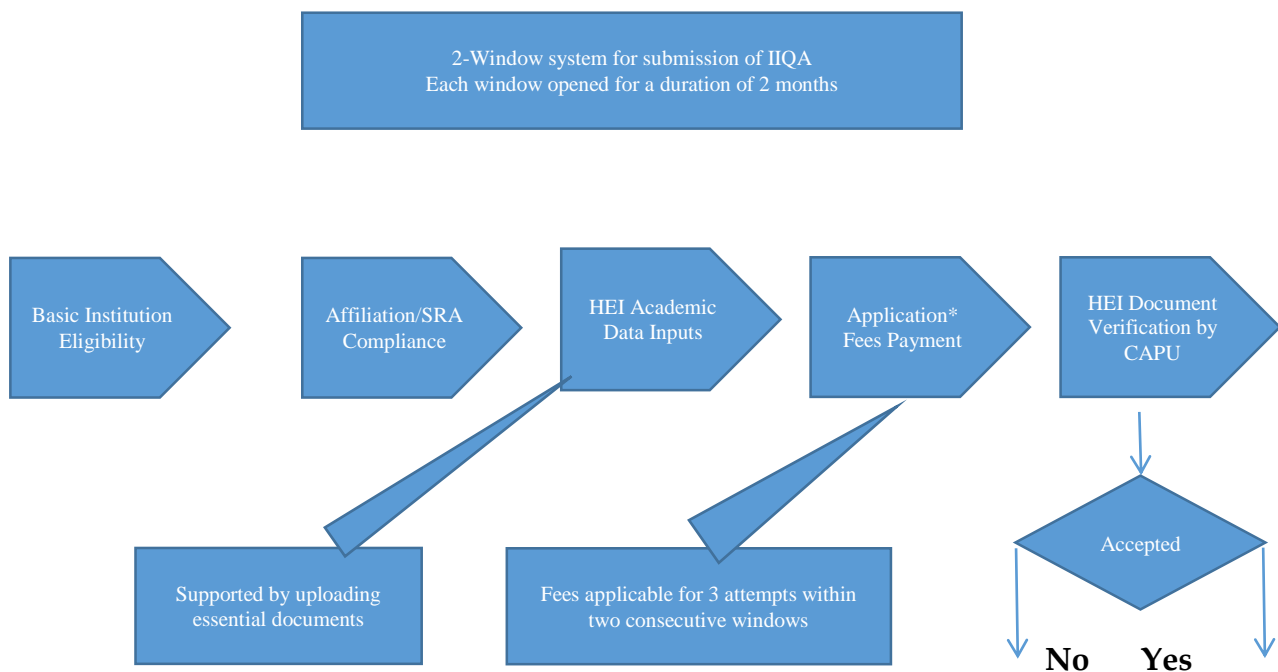 2-Window system for submission of IIQA
Each window opened for a duration of 2 months
Basic Institution
Eligibility
Affiliation/SRA
Compliance
HEI Academic
Data Inputs
Application*
Fees Payment
HEI Document
Verification by
CAPU
Accepted
Supported by uploading
essential documents
Fees applicable for 3 attempts within
two consecutive windows
No Yes